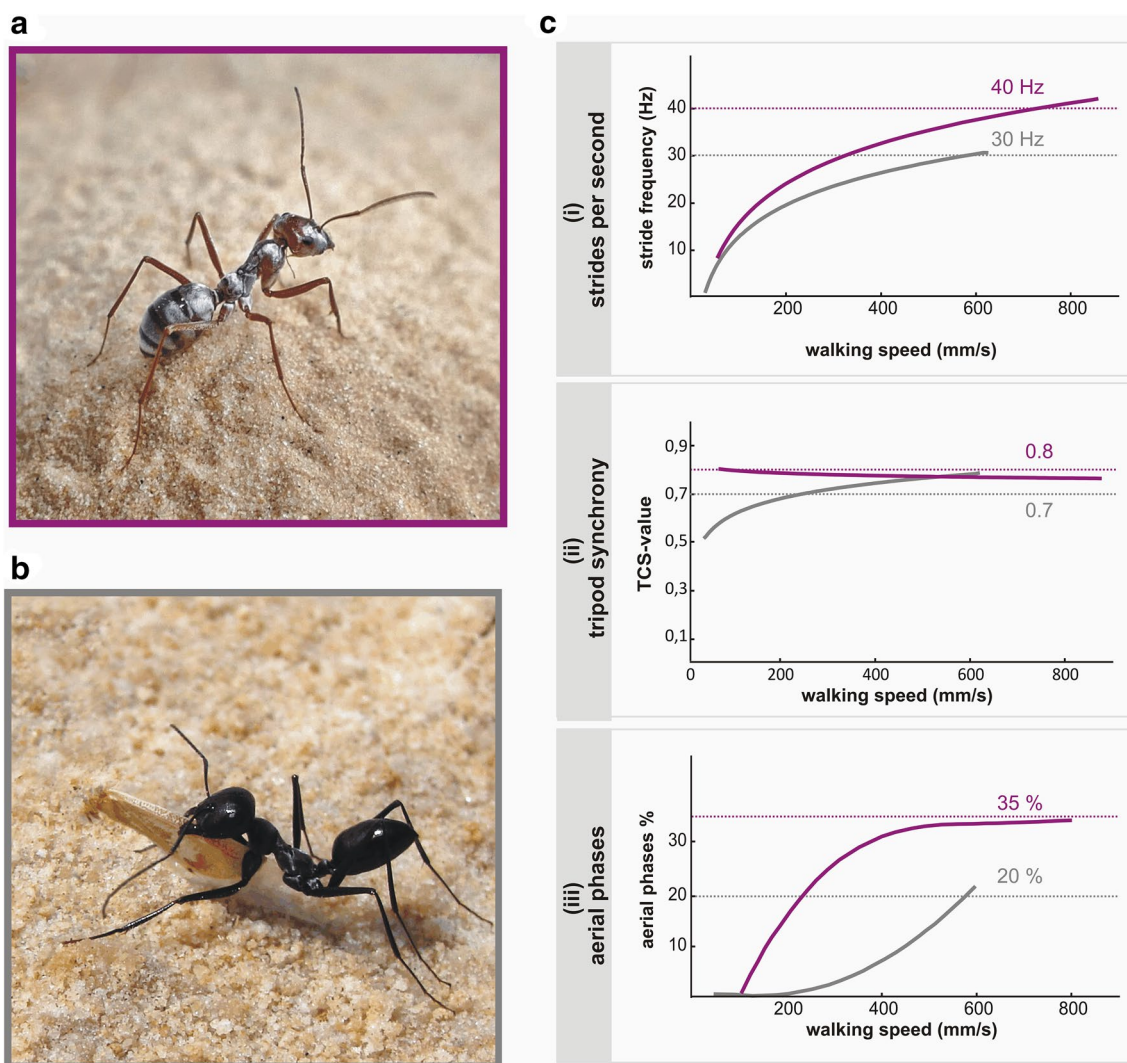 a
b
c
(i)
strides per second
stride frequency (Hz)
40
30
20
10
40 Hz
30 Hz
200
400
600
800
walking speed (mm/s)
(ii)
tripod synchrony
TCS-value
0,9
0,7
0,5
0,3
0,1
0.8
0.7
0
200
400
600
800
walking speed (mm/s)
(iii)
aerial phases
aerial phases %
30
20
10
35 %
20 %
200
400
600
800
walking speed (mm/s)